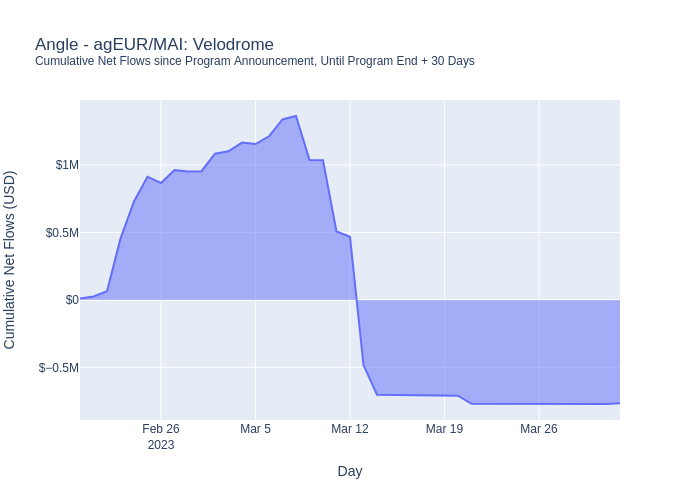 Angle - agEUR/MAI: Velodrome
Cumulative Net Flows since Program Announcement, Until Program End + 30 Days
Cumulative Net Flows (USD)
$1M
$0.5M
$0
$−0.5M
Feb 26
2023
Mar 5
Mar 12
Mar 19
Mar 26
Day